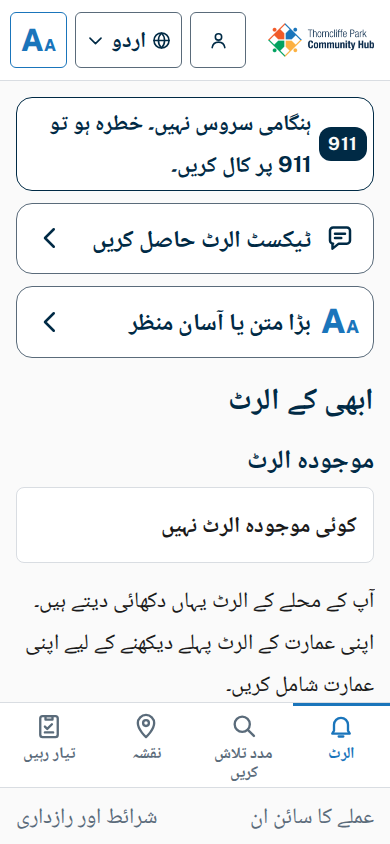 Thorncliffe Park
Community Hub
اردو
AA
911
ہنگامی سروس نہیں۔ خطرہ ہو تو
911 پر کال کریں۔
ٹیکسٹ الرٹ حاصل کریں
AA
بڑا متن یا آسان منظر
ابھی کے الرٹ
موجودہ الرٹ
کوئی موجودہ الرٹ نہیں
آپ کے محلے کے الرٹ یہاں دکھائی دیتے ہیں۔
اپنی عمارت کے الرٹ پہلے دیکھنے کے لیے اپنی
عمارت شامل کریں۔
الرٹ
مدد تلاش
کریں
نقشہ
تیار رہیں
عملے کا سائن ان
شرائط اور رازداری